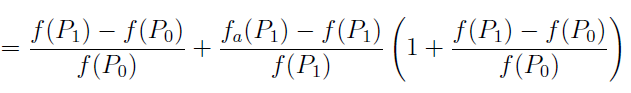 = \frac{f(P_1) - f(P_0)}{f(P_0)} + \frac{f_a(P_1) - f(P_1)}{f(P_1)} \left(1 + \frac{f(P_1) - f(P_0)}{f(P_0)}\right)